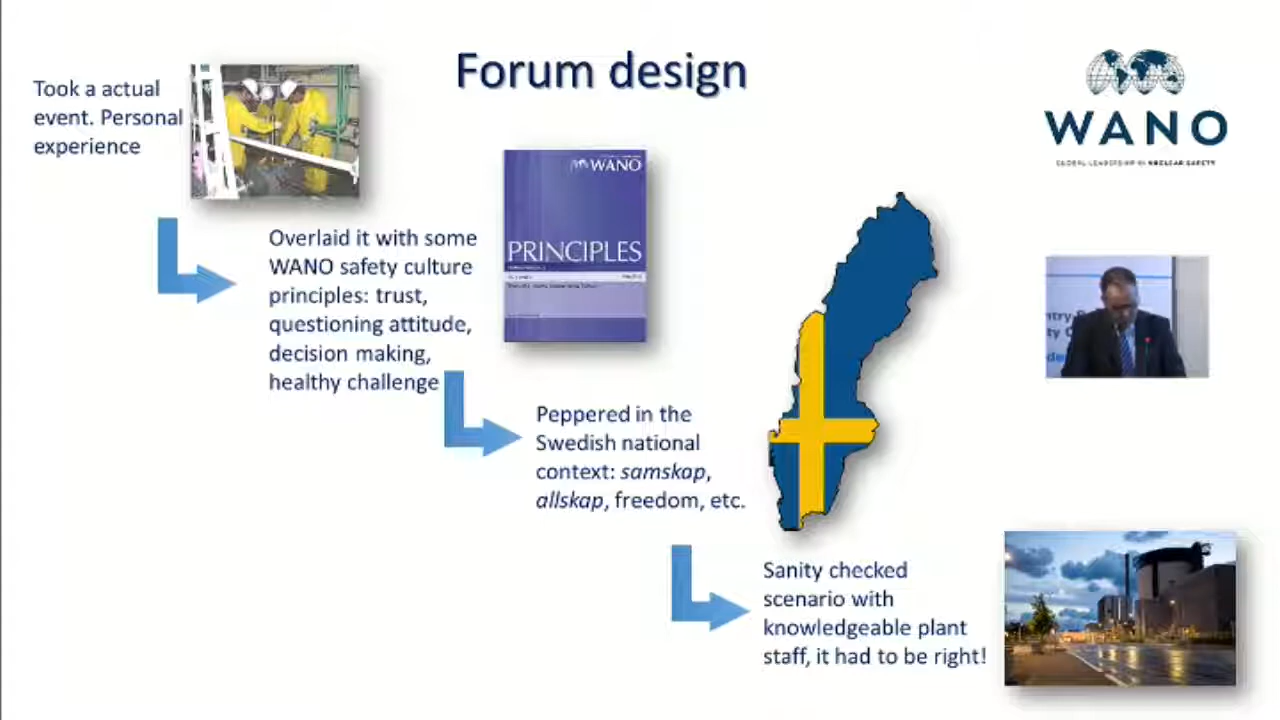 Forum design
Took a actual
event. Personal
experience
WANO
GLOBAL LEADERSHIP IN NUCLEAR SAFETY
WANO
PRINCIPLES
Overlaid it with some
WANO safety culture
principles: trust,
questioning attitude,
decision making,
healthy challenge
Peppered in the
Swedish national
context: samskap,
allskap, freedom, etc.
Sanity checked
scenario with
knowledgeable plant
staff, it had to be right!